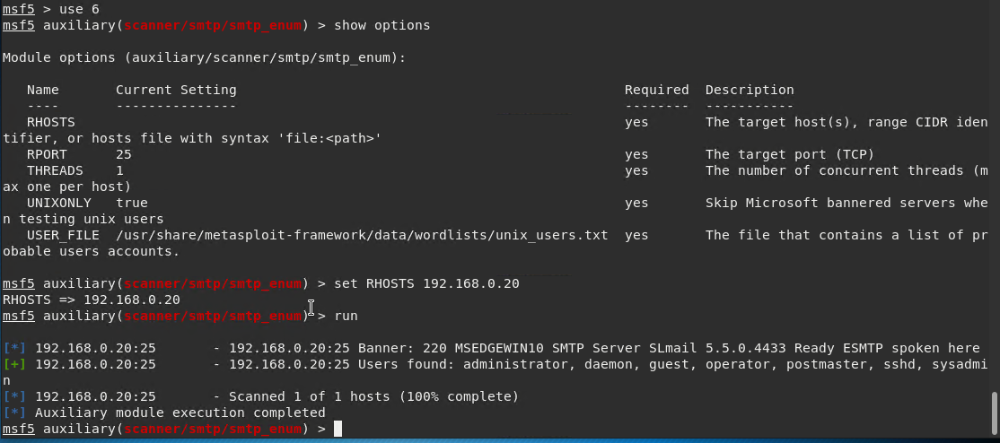 msf5 > use 6
msf5 auxiliary(scanner/smtp/smtp_enum) > show options
Module options (auxiliary/scanner/smtp/smtp_enum):
Name Current Setting Required Description
---- --------------- -------- -----------
RHOSTS yes The target host(s), range CIDR iden
tifier, or hosts file with syntax 'file:<path>'
RPORT 25 yes The target port (TCP)
THREADS 1 yes The number of concurrent threads (m
ax one per host)
UNIXONLY true yes Skip Microsoft bannered servers whe
n testing unix users
USER_FILE /usr/share/metasploit-framework/data/wordlists/unix_users.txt yes The file that contains a list of pr
obable users accounts.
msf5 auxiliary(scanner/smtp/smtp_enum) > set RHOSTS 192.168.0.20
RHOSTS => 192.168.0.20
msf5 auxiliary(scanner/smtp/smtp_enum) > run
[*] 192.168.0.20:25 - 192.168.0.20:25 Banner: 220 MSEDGEWIN10 SMTP Server SLmail 5.5.0.4433 Ready ESMTP spoken here
[+] 192.168.0.20:25 - 192.168.0.20:25 Users found: administrator, daemon, guest, operator, postmaster, sshd, sysadmi
n
[*] 192.168.0.20:25 - Scanned 1 of 1 hosts (100% complete)
[*] Auxiliary module execution completed
msf5 auxiliary(scanner/smtp/smtp_enum) >